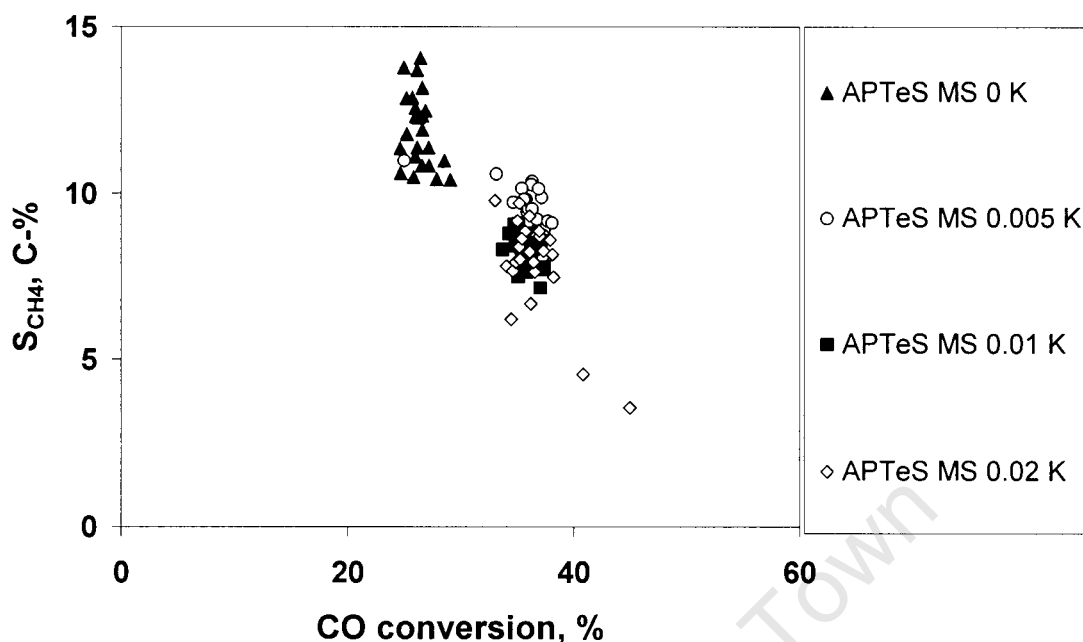 15
10
5
0
0
20
40
60
S_CH4, C-%
CO conversion, %
APTeS MS 0 K
APTeS MS 0.005 K
APTeS MS 0.01 K
APTeS MS 0.02 K
Town